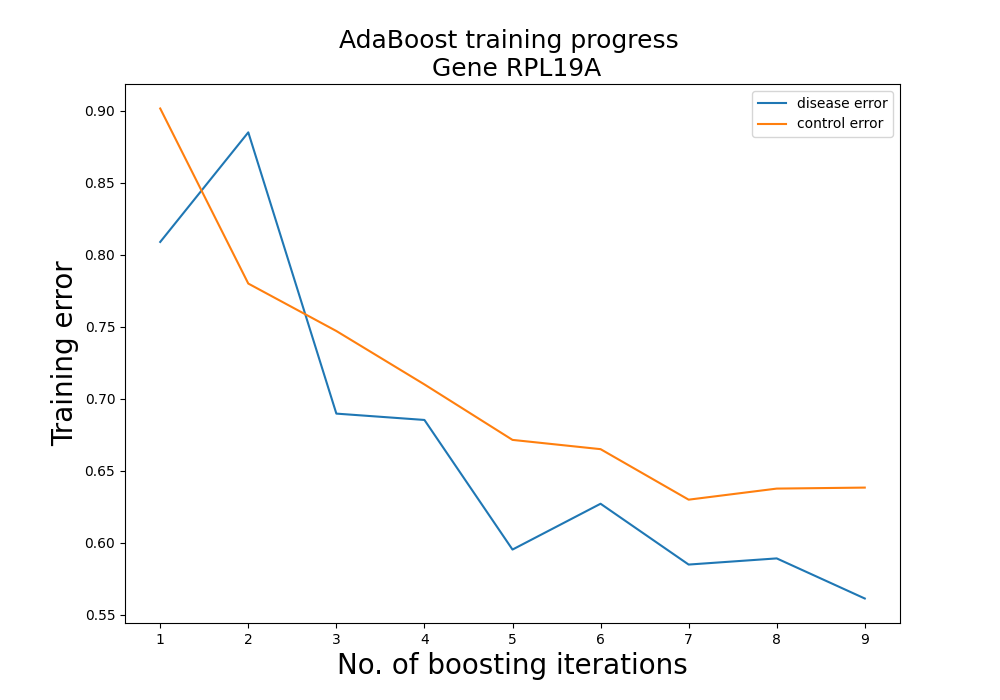 AdaBoost training progress
Gene RPL19A
disease error
control error
0.90
0.85
0.80
0.75
0.70
0.65
0.60
0.55
Training error
1 2 3 4 5 6 7 8 9
No. of boosting iterations